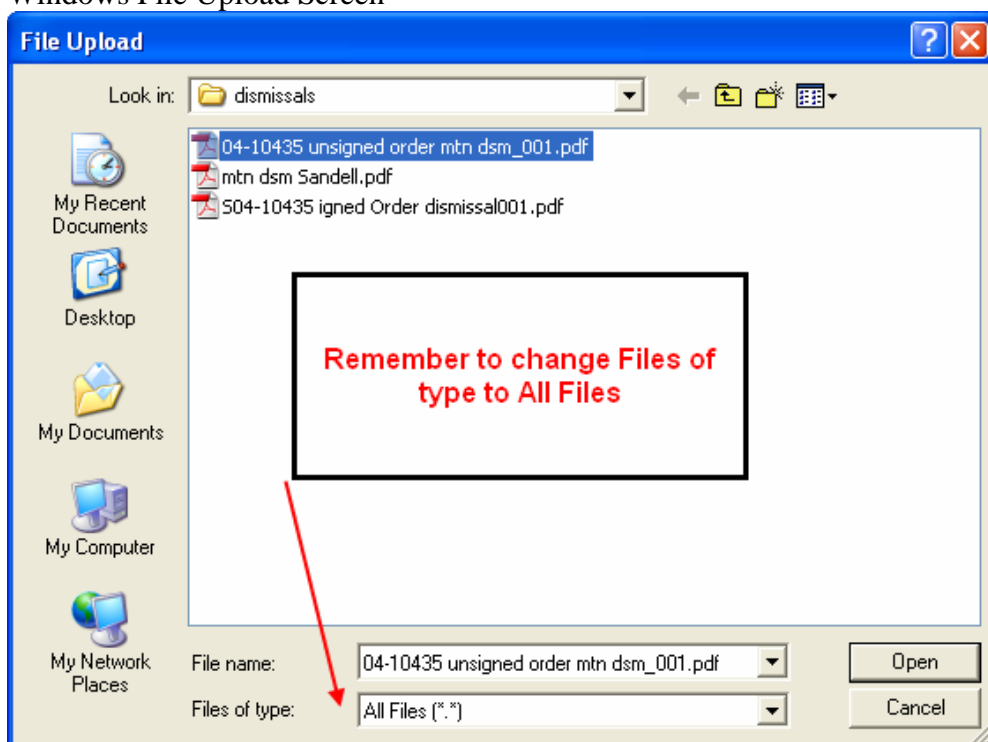 Windows File Upload Screen
File Upload
Look in:
dismissals
04-10435 unsigned order mtn dsm_001.pdf
mtn dsm Sandell.pdf
S04-10435 igned Order dismissal001.pdf
My Recent
Documents
Desktop
My Documents
My Computer
My Network
Places
Remember to change Files of
type to All Files
File name:
04-10435 unsigned order mtn dsm_001.pdf
Open
Files of type:
All Files (*.*)
Cancel